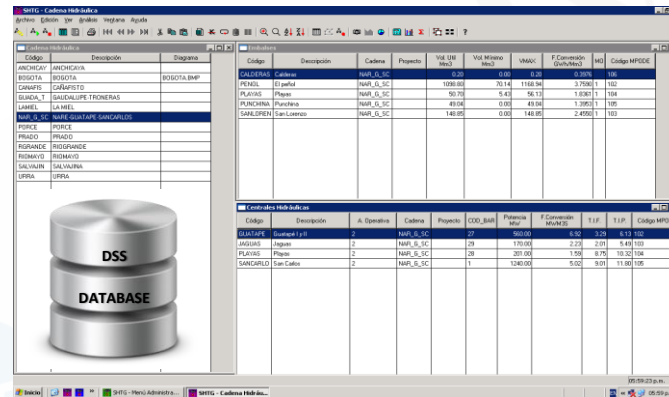 SHTG - Cadena Hidráulica
Archivo Edición Ver Análisis Ventana Ayuda
Cadena Hidráulica
Código Descripción Diagrama
ANCHICAY ANCHICAYA
BOGOTA BOGOTA BOGOTA.BMP
CANAFIS CAÑAFISTO
GUADA_T GUADALUPE-TRONERAS
LAMIEL LA MIEL
NAR_G_SC NARE-GUATAPE-SANCARLOS
PORCE PORCE
PRADO PRADO
RGRANDE RIOGRANDE
RIOMAYO RIOMAYO
SALVAJIN SALVAJINA
URRA URRA
DSS
DATABASE
Embalses
Código Descripción Cadena Proyecto Vol. Util Mm3 Vol. Mínimo Mm3 VMAX F.Conversión GWh/Mm3 MO Código MPODE
CALDERAS Calderas NAR_G_SC 0.20 0.00 0.20 0.3976 106
PENOL El peñol NAR_G_SC 1098.80 70.14 1168.94 3.7590 1 102
PLAYAS Playas NAR_G_SC 50.70 5.43 56.13 1.8361 1 104
PUNCHINA Punchina NAR_G_SC 49.04 0.00 49.04 1.3953 1 105
SANLOREN San Lorenzo NAR_G_SC 148.85 0.00 148.85 2.4550 1 103
Centrales Hidráulicas
Código Descripción A. Operativa Cadena Proyecto COD_BAR Potencia MW F.Conversión MW/M3S T.I.F. T.I.P. Código MPO
GUATAPE Guatapé I y II 2 NAR_G_SC 27 560.00 6.92 3.29 6.13 102
JAGUAS Jaguas 2 NAR_G_SC 29 170.00 2.23 2.01 5.49 103
PLAYAS Playas 2 NAR_G_SC 28 201.00 1.59 8.75 10.32 104
SANCARLO San Carlos 2 NAR_G_SC 1 1240.00 5.02 9.01 11.80 105
05:59:23 p.m.
Inicio SHTG - Menú Administra... SHTG - Cadena Hidráu... 05:59 p